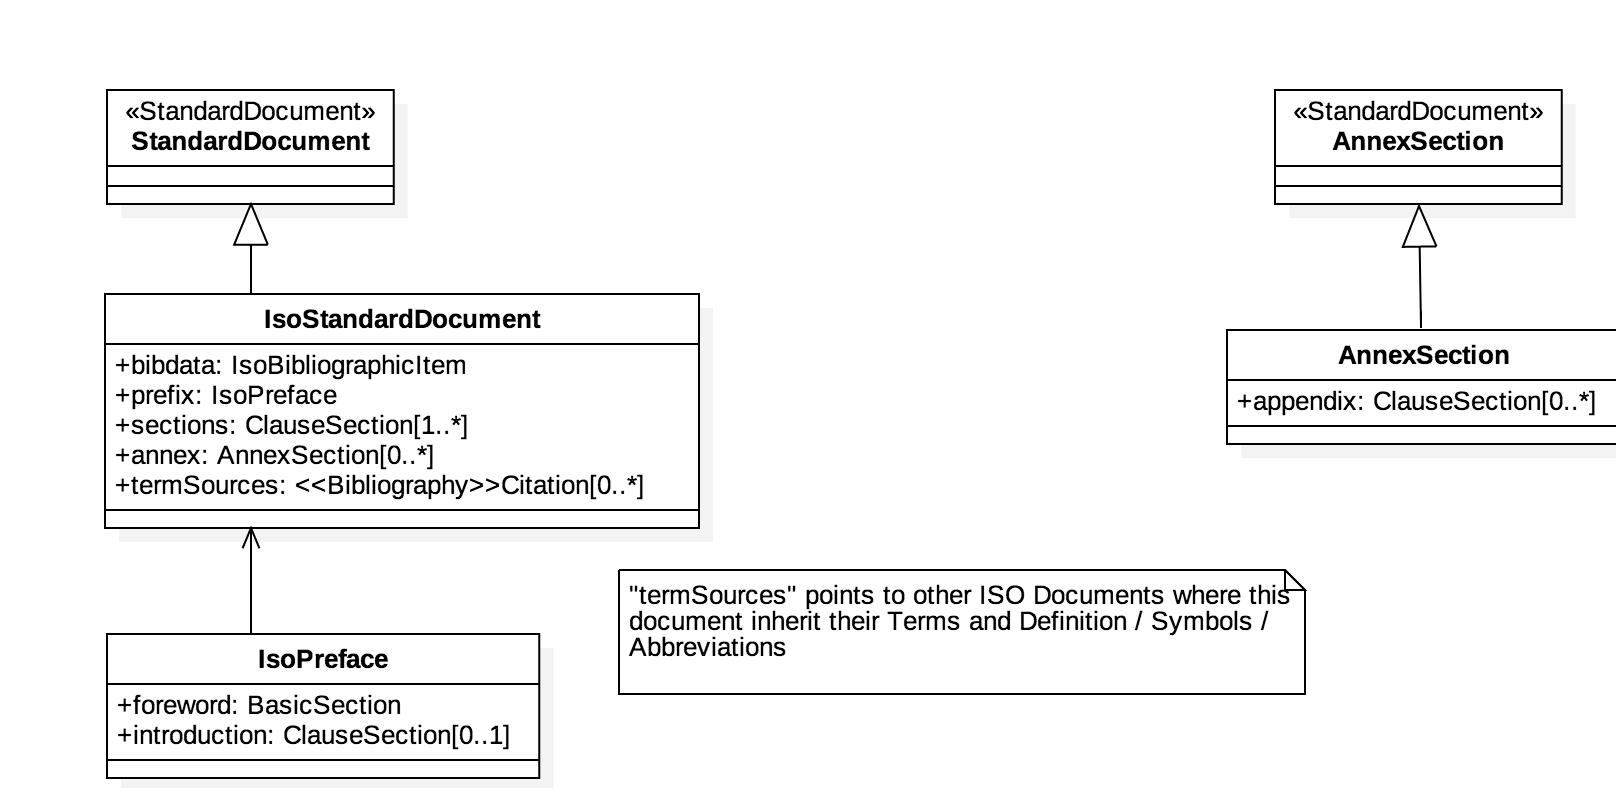 «StandardDocument»
StandardDocument
«StandardDocument»
AnnexSection
IsoStandardDocument
+bibdata: IsoBibliographicItem
+prefix: IsoPreface
+sections: ClauseSection[1..*]
+annex: AnnexSection[0..*]
+termSources: <<Bibliography>>Citation[0..*]
AnnexSection
+appendix: ClauseSection[0..*]
"termSources" points to other ISO Documents where this
document inherit their Terms and Definition / Symbols /
Abbreviations
IsoPreface
+foreword: BasicSection
+introduction: ClauseSection[0..1]